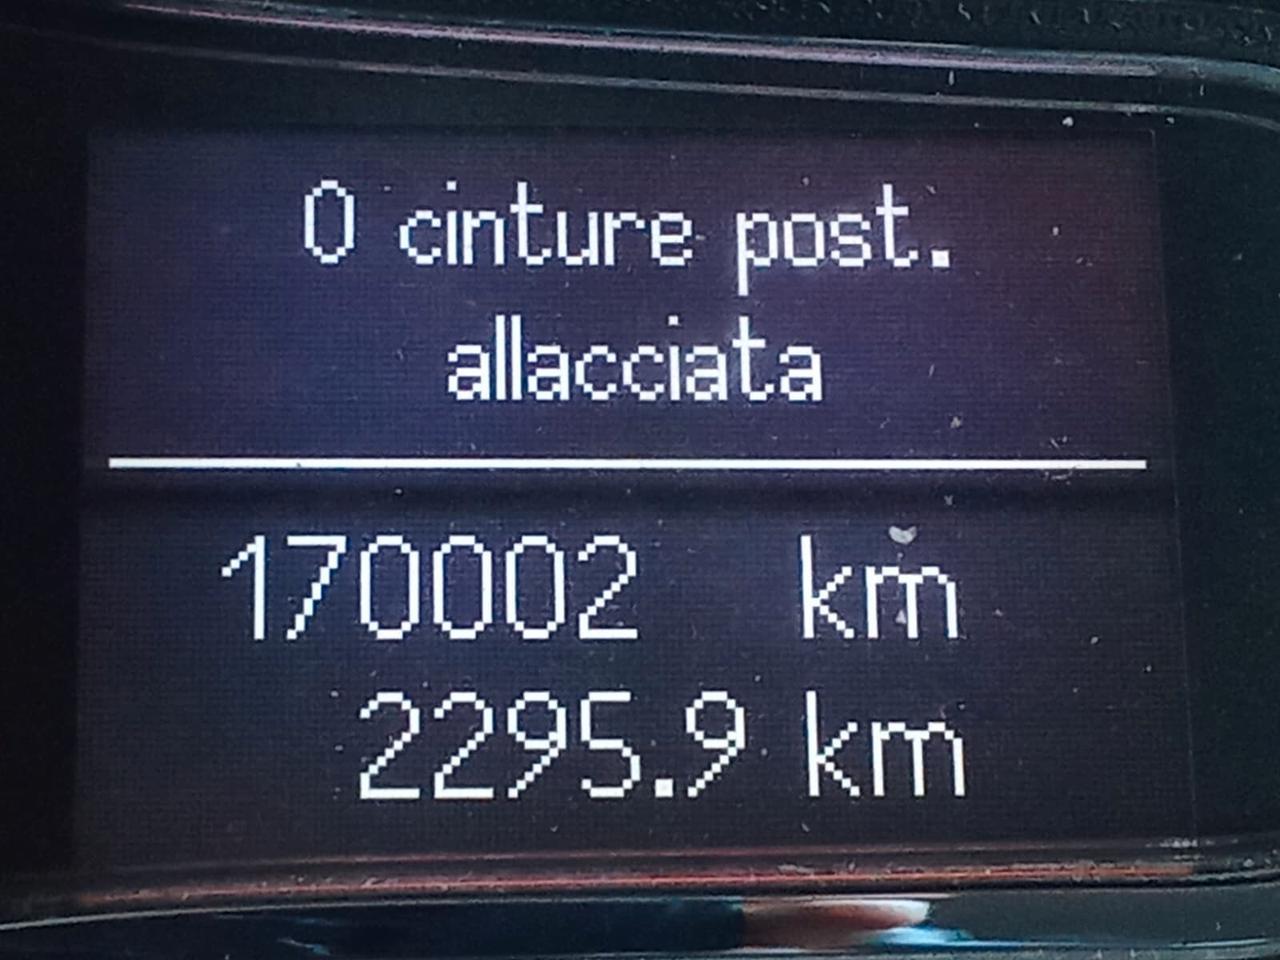 0 cinture post.
allacciata
170002 km
2295.9 km